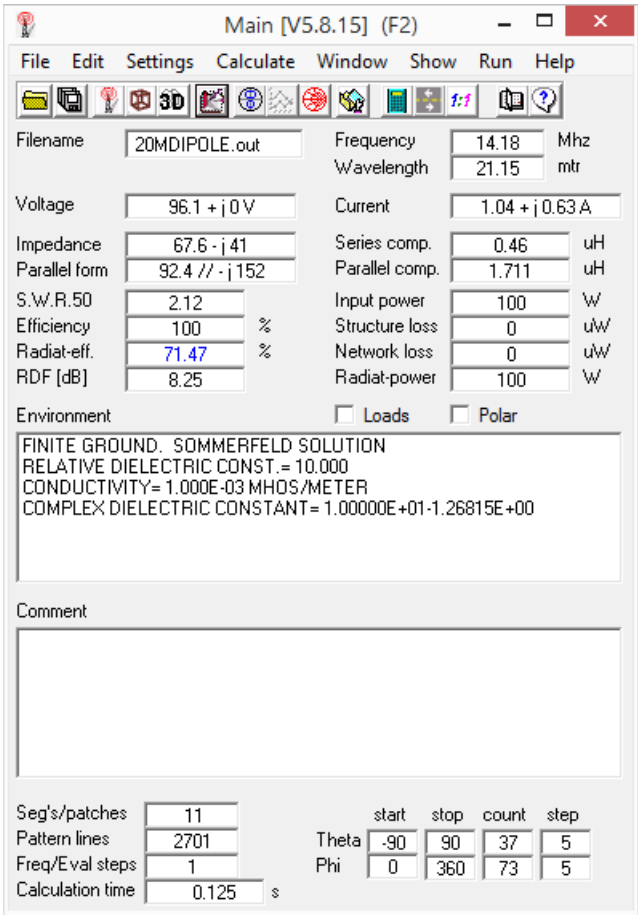 Main [V5.8.15] (F2)
File Edit Settings Calculate Window Show Run Help
3D 1:1
Filename 20MDIPOLE.out Frequency 14.18 Mhz
Wavelength 21.15 mtr
Voltage 96.1 + j 0 V Current 1.04 + j 0.63 A
Impedance 67.6 - j 41 Series comp. 0.46 uH
Parallel form 92.4 // - j 152 Parallel comp. 1.711 uH
S.W.R.50 2.12 Input power 100 W
Efficiency 100 % Structure loss 0 uW
Radiat-eff. 71.47 % Network loss 0 uW
RDF [dB] 8.25 Radiat-power 100 W
Environment Loads Polar
FINITE GROUND. SOMMERFELD SOLUTION
RELATIVE DIELECTRIC CONST.= 10.000
CONDUCTIVITY= 1.000E-03 MHOS/METER
COMPLEX DIELECTRIC CONSTANT= 1.00000E+01-1.26815E+00
Comment
Seg's/patches 11 start stop count step
Pattern lines 2701 Theta -90 90 37 5
Freq/Eval steps 1 Phi 0 360 73 5
Calculation time 0.125 s